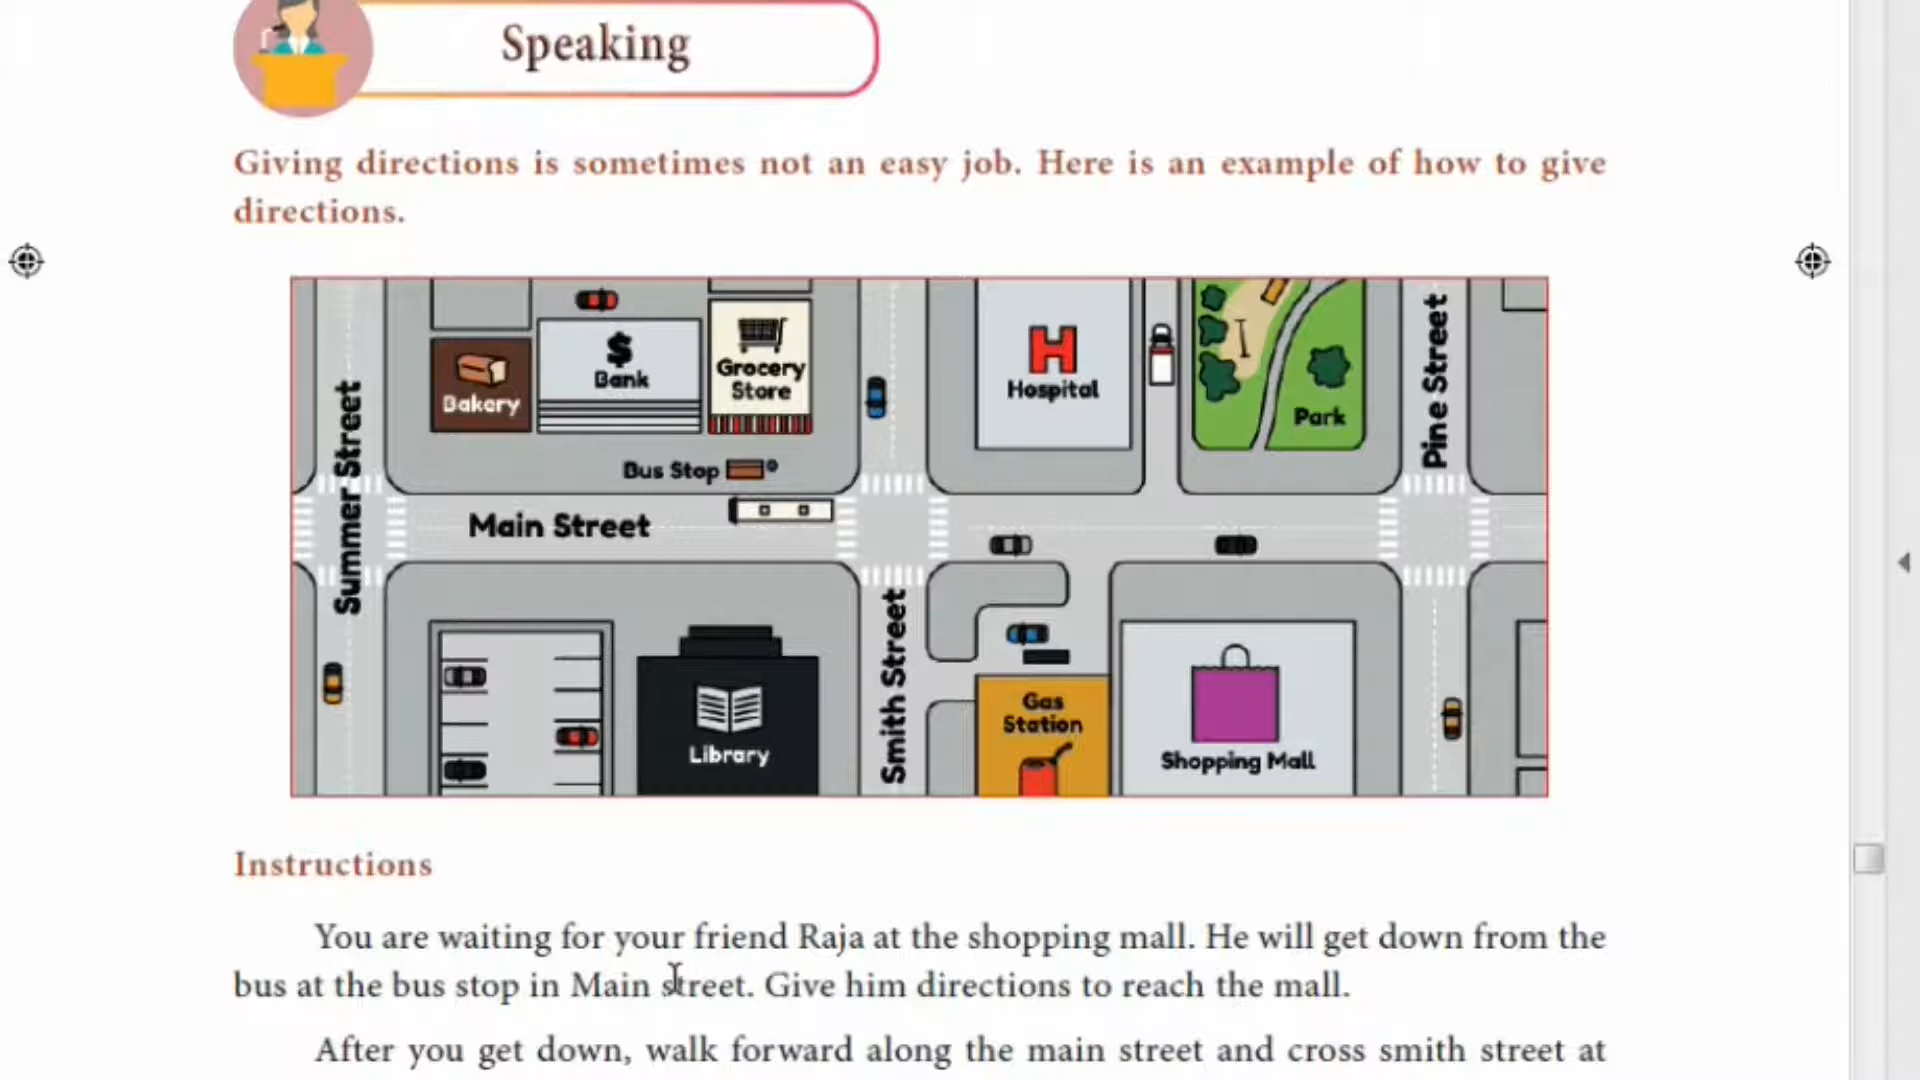 Speaking
Giving directions is sometimes not an easy job. Here is an example of how to give
directions.
Summer Street
Bakery
$
Bank
Grocery
Store
Bus Stop
H
Hospital
Park
Pine Street
Main Street
Library
Smith Street
Gas
Station
Shopping Mall
Instructions
You are waiting for your friend Raja at the shopping mall. He will get down from the
bus at the bus stop in Main street. Give him directions to reach the mall.
After you get down, walk forward along the main street and cross smith street at